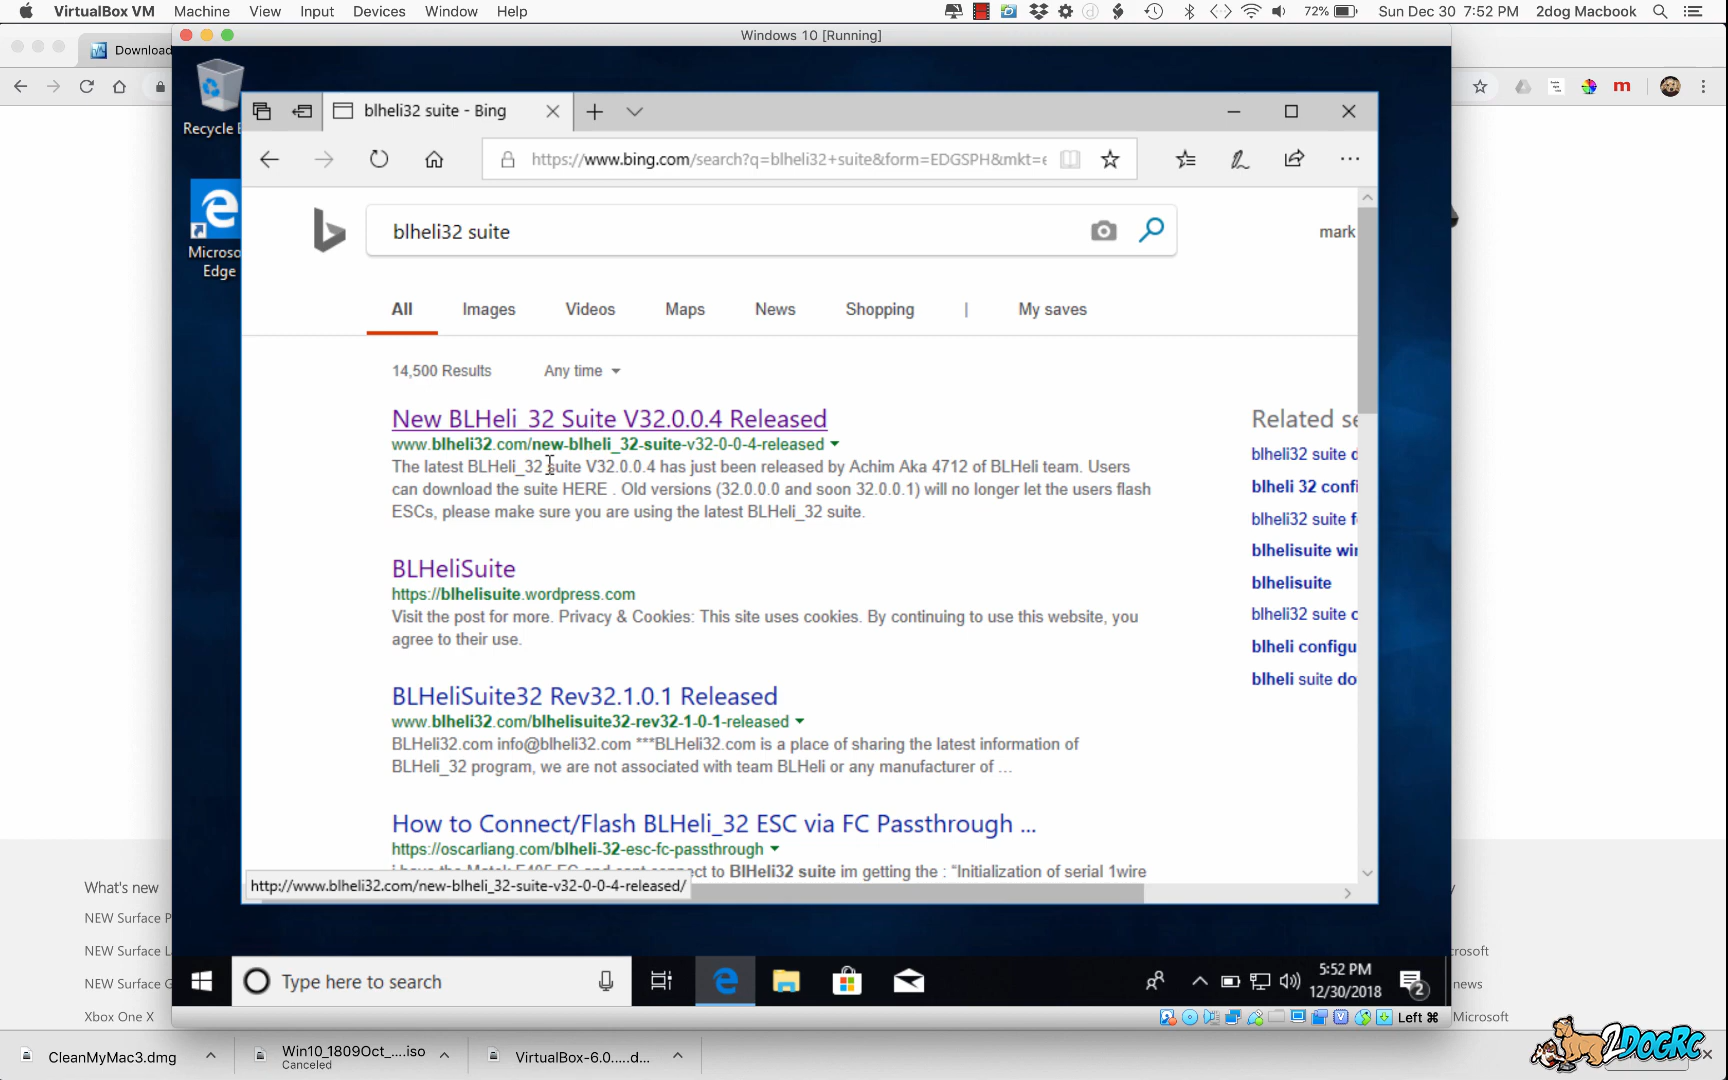 VirtualBox VM Machine View Input Devices Window Help 72% Sun Dec 30 7:52 PM 2dog Macbook
Windows 10 [Running]
Download
Recycle
Microso
Edge
blheli32 suite - Bing
https://www.bing.com/search?q=blheli32+suite&form=EDGSPH&mkt=e
blheli32 suite
mark
All Images Videos Maps News Shopping | My saves
14,500 Results Any time
New BLHeli_32 Suite V32.0.0.4 Released
www.blheli32.com/new-blheli_32-suite-v32-0-0-4-released
The latest BLHeli_32 suite V32.0.0.4 has just been released by Achim Aka 4712 of BLHeli team. Users
can download the suite HERE . Old versions (32.0.0.0 and soon 32.0.0.1) will no longer let the users flash
ESCs, please make sure you are using the latest BLHeli_32 suite.
BLHeliSuite
https://blhelisuite.wordpress.com
Visit the post for more. Privacy & Cookies: This site uses cookies. By continuing to use this website, you
agree to their use.
BLHeliSuite32 Rev32.1.0.1 Released
www.blheli32.com/blhelisuite32-rev32-1-0-1-released
BLHeli32.com info@blheli32.com ***BLHeli32.com is a place of sharing the latest information of
BLHeli_32 program, we are not associated with team BLHeli or any manufacturer of ...
How to Connect/Flash BLHeli_32 ESC via FC Passthrough ...
https://oscarliang.com/blheli-32-esc-fc-passthrough
i have the Matek F405 FC and cant connect to BlHeli32 suite im getting the : "Initialization of serial 1wire
http://www.blheli32.com/new-blheli_32-suite-v32-0-0-4-released/
Related se
blheli32 suite d
blheli 32 confi
blheli32 suite f
blhelisuite wi
blhelisuite
blheli32 suite c
blheli configu
blheli suite do
Type here to search
5:52 PM
12/30/2018
2
Left ⌘
What's new
NEW Surface P
NEW Surface L
NEW Surface G
Xbox One X
crosoft
news
Microsoft
CleanMyMac3.dmg
Win10_1809Oct_....iso
Canceled
VirtualBox-6.0.....d...
2DOGRC